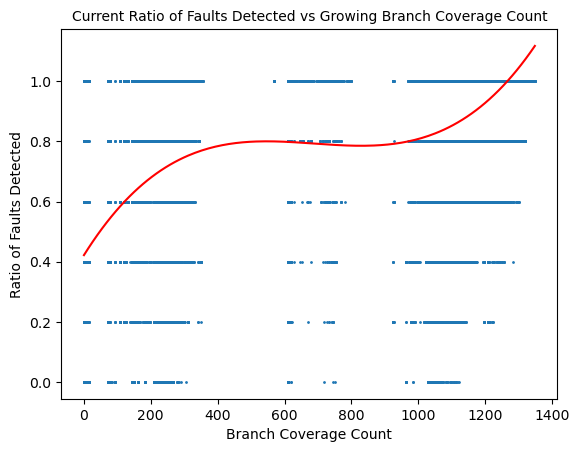 Current Ratio of Faults Detected vs Growing Branch Coverage Count
1.0
0.8
0.6
0.4
0.2
0.0
Ratio of Faults Detected
0 200 400 600 800 1000 1200 1400
Branch Coverage Count